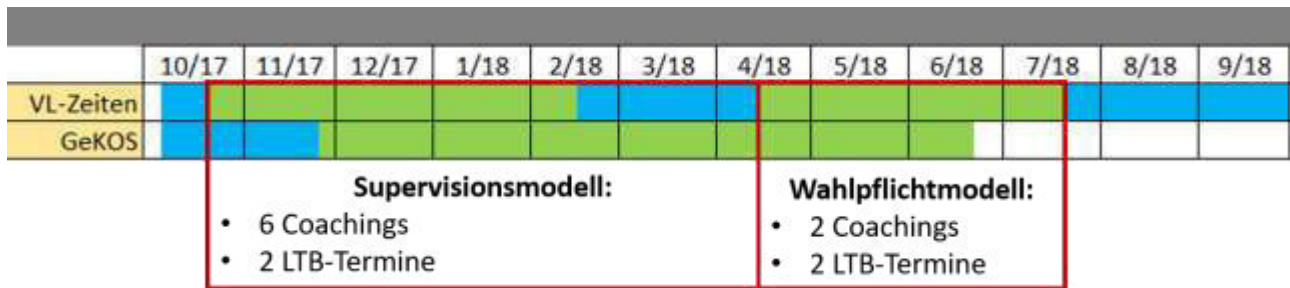 10/17 11/17 12/17 1/18 2/18 3/18 4/18 5/18 6/18 7/18 8/18 9/18
VL-Zeiten
GeKOS
Supervisionsmodell:
• 6 Coachings
• 2 LTB-Termine
Wahlpflichtmodell:
• 2 Coachings
• 2 LTB-Termine